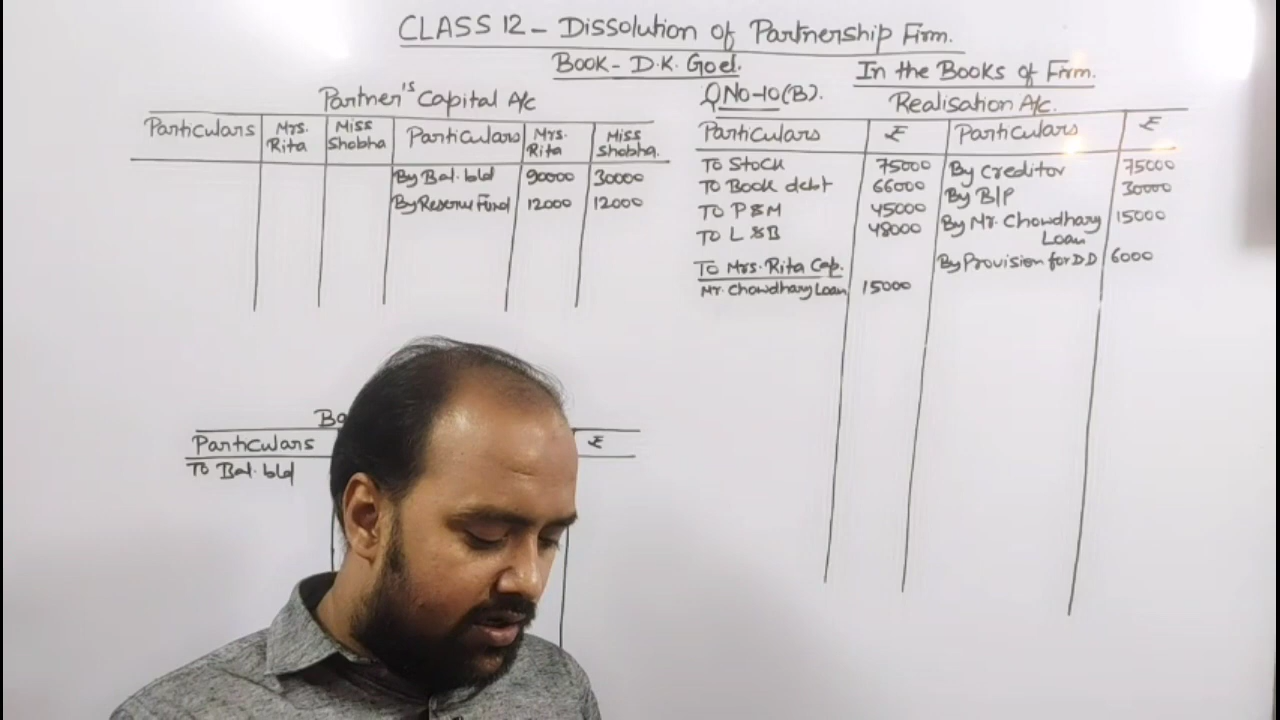 CLASS 12 - Dissolution of Partnership Firm.
Book - D.K. Goel.
In the Books of Firm.
Partner's Capital A/c
Particulars Mrs. Rita Miss Shobha Particulars Mrs. Rita Miss Shobha.
By Bal. b/d 90000 30000
By Reserve Fund 12000 12000
QNo-10(B).
Realisation A/c.
Particulars ₹ Particulars ₹
To Stock 75000 By Creditor 75000
To Book debt 66000 By B/P 30000
To P&M 45000 By Mr. Chowdhary Loan 15000
To L&B 48000
By Provision for DD 6000
To Mrs. Rita Cap.
Mr. Chowdhary Loan 15000
Particulars ₹
To Bal. b/d